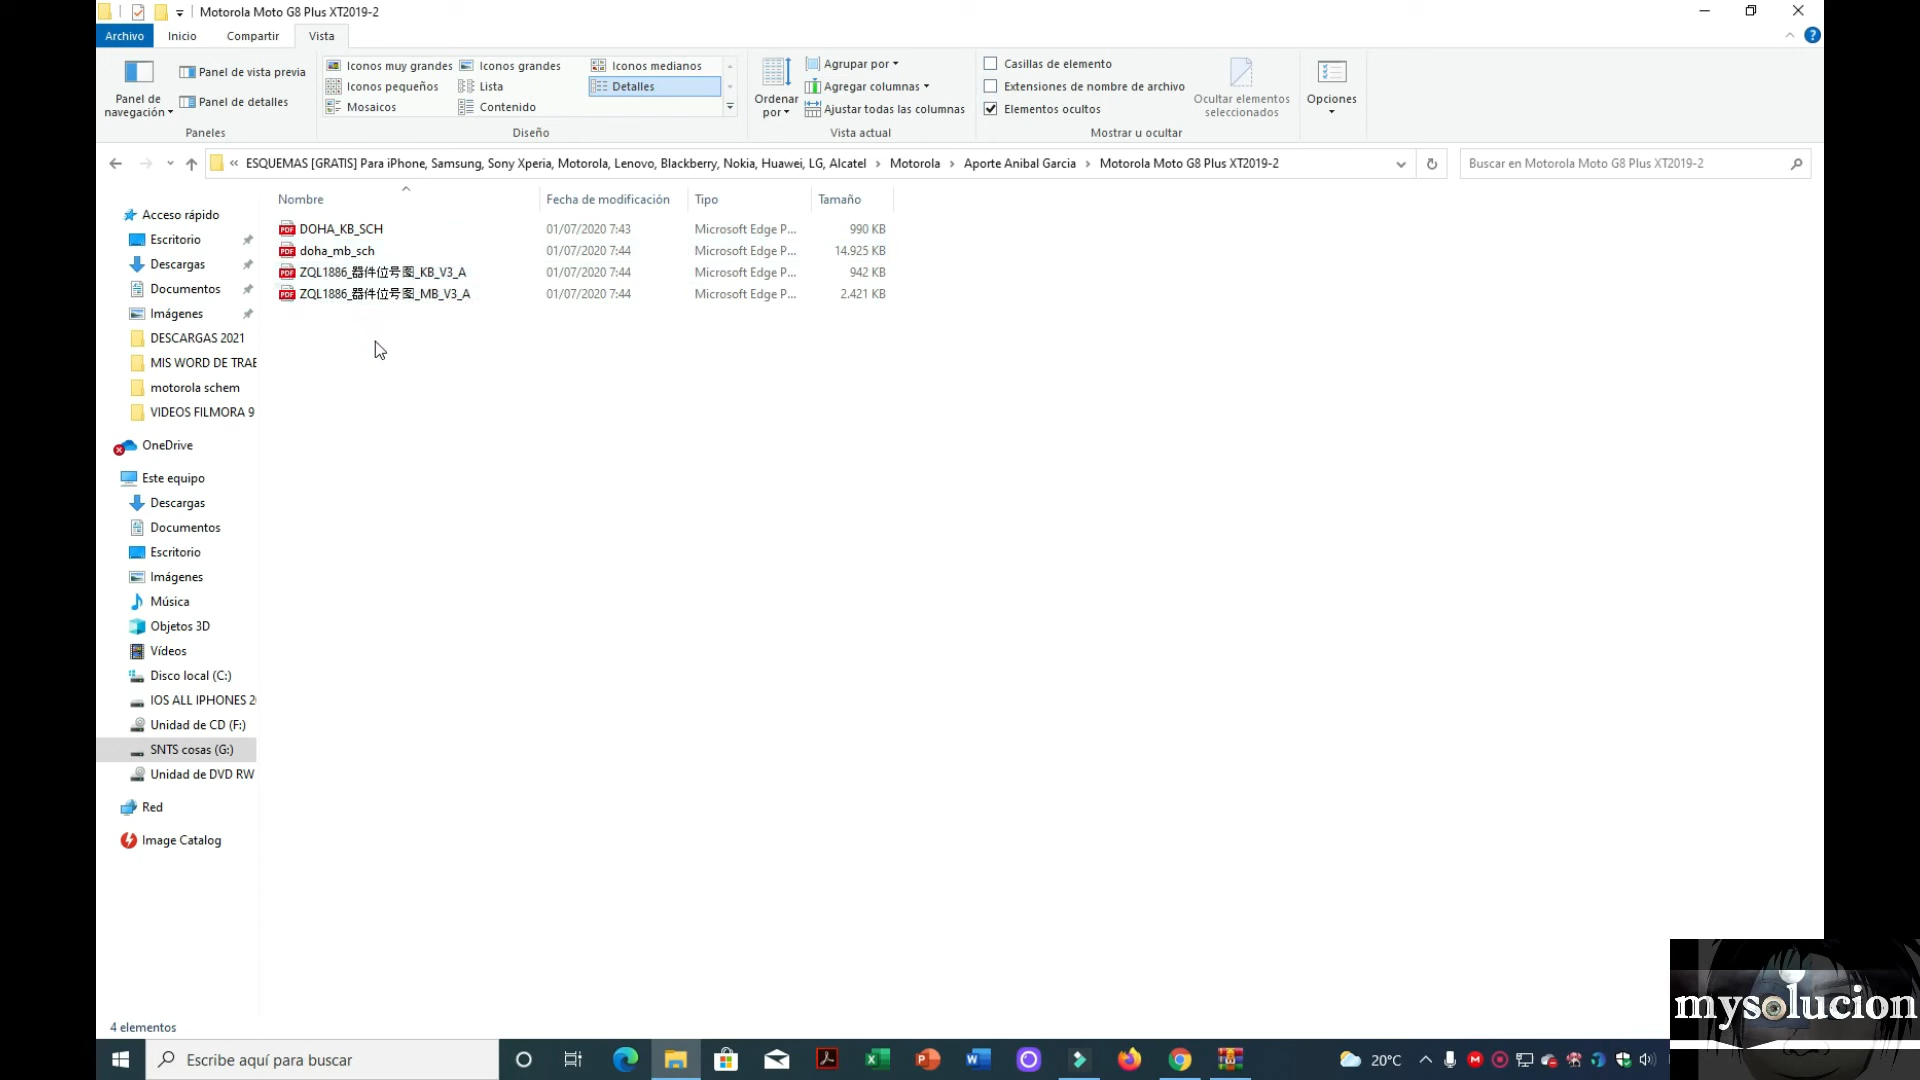 Motorola Moto G8 Plus XT2019-2
Archivo Inicio Compartir Vista
Panel de navegación
Panel de vista previa
Panel de detalles
Paneles
Iconos muy grandes Iconos grandes Iconos medianos
Iconos pequeños Lista Detalles
Mosaicos Contenido
Diseño
Ordenar por
Agrupar por
Agregar columnas
Ajustar todas las columnas
Vista actual
Casillas de elemento
Extensiones de nombre de archivo
Elementos ocultos
Ocultar elementos seleccionados
Mostrar u ocultar
Opciones
« ESQUEMAS [GRATIS] Para iPhone, Samsung, Sony Xperia, Motorola, Lenovo, Blackberry, Nokia, Huawei, LG, Alcatel > Motorola > Aporte Anibal Garcia > Motorola Moto G8 Plus XT2019-2
Buscar en Motorola Moto G8 Plus XT2019-2
Nombre Fecha de modificación Tipo Tamaño
DOHA_KB_SCH 01/07/2020 7:43 Microsoft Edge P... 990 KB
doha_mb_sch 01/07/2020 7:44 Microsoft Edge P... 14.925 KB
ZQL1886_器件位号图_KB_V3_A 01/07/2020 7:44 Microsoft Edge P... 942 KB
ZQL1886_器件位号图_MB_V3_A 01/07/2020 7:44 Microsoft Edge P... 2.421 KB
Acceso rápido
Escritorio
Descargas
Documentos
Imágenes
DESCARGAS 2021
MIS WORD DE TRAE
motorola schem
VIDEOS FILMORA 9
OneDrive
Este equipo
Descargas
Documentos
Escritorio
Imágenes
Música
Objetos 3D
Vídeos
Disco local (C:)
IOS ALL IPHONES 2
Unidad de CD (F:)
SNTS cosas (G:)
Unidad de DVD RW
Red
Image Catalog
4 elementos
mysolucion
Escribe aquí para buscar
20°C